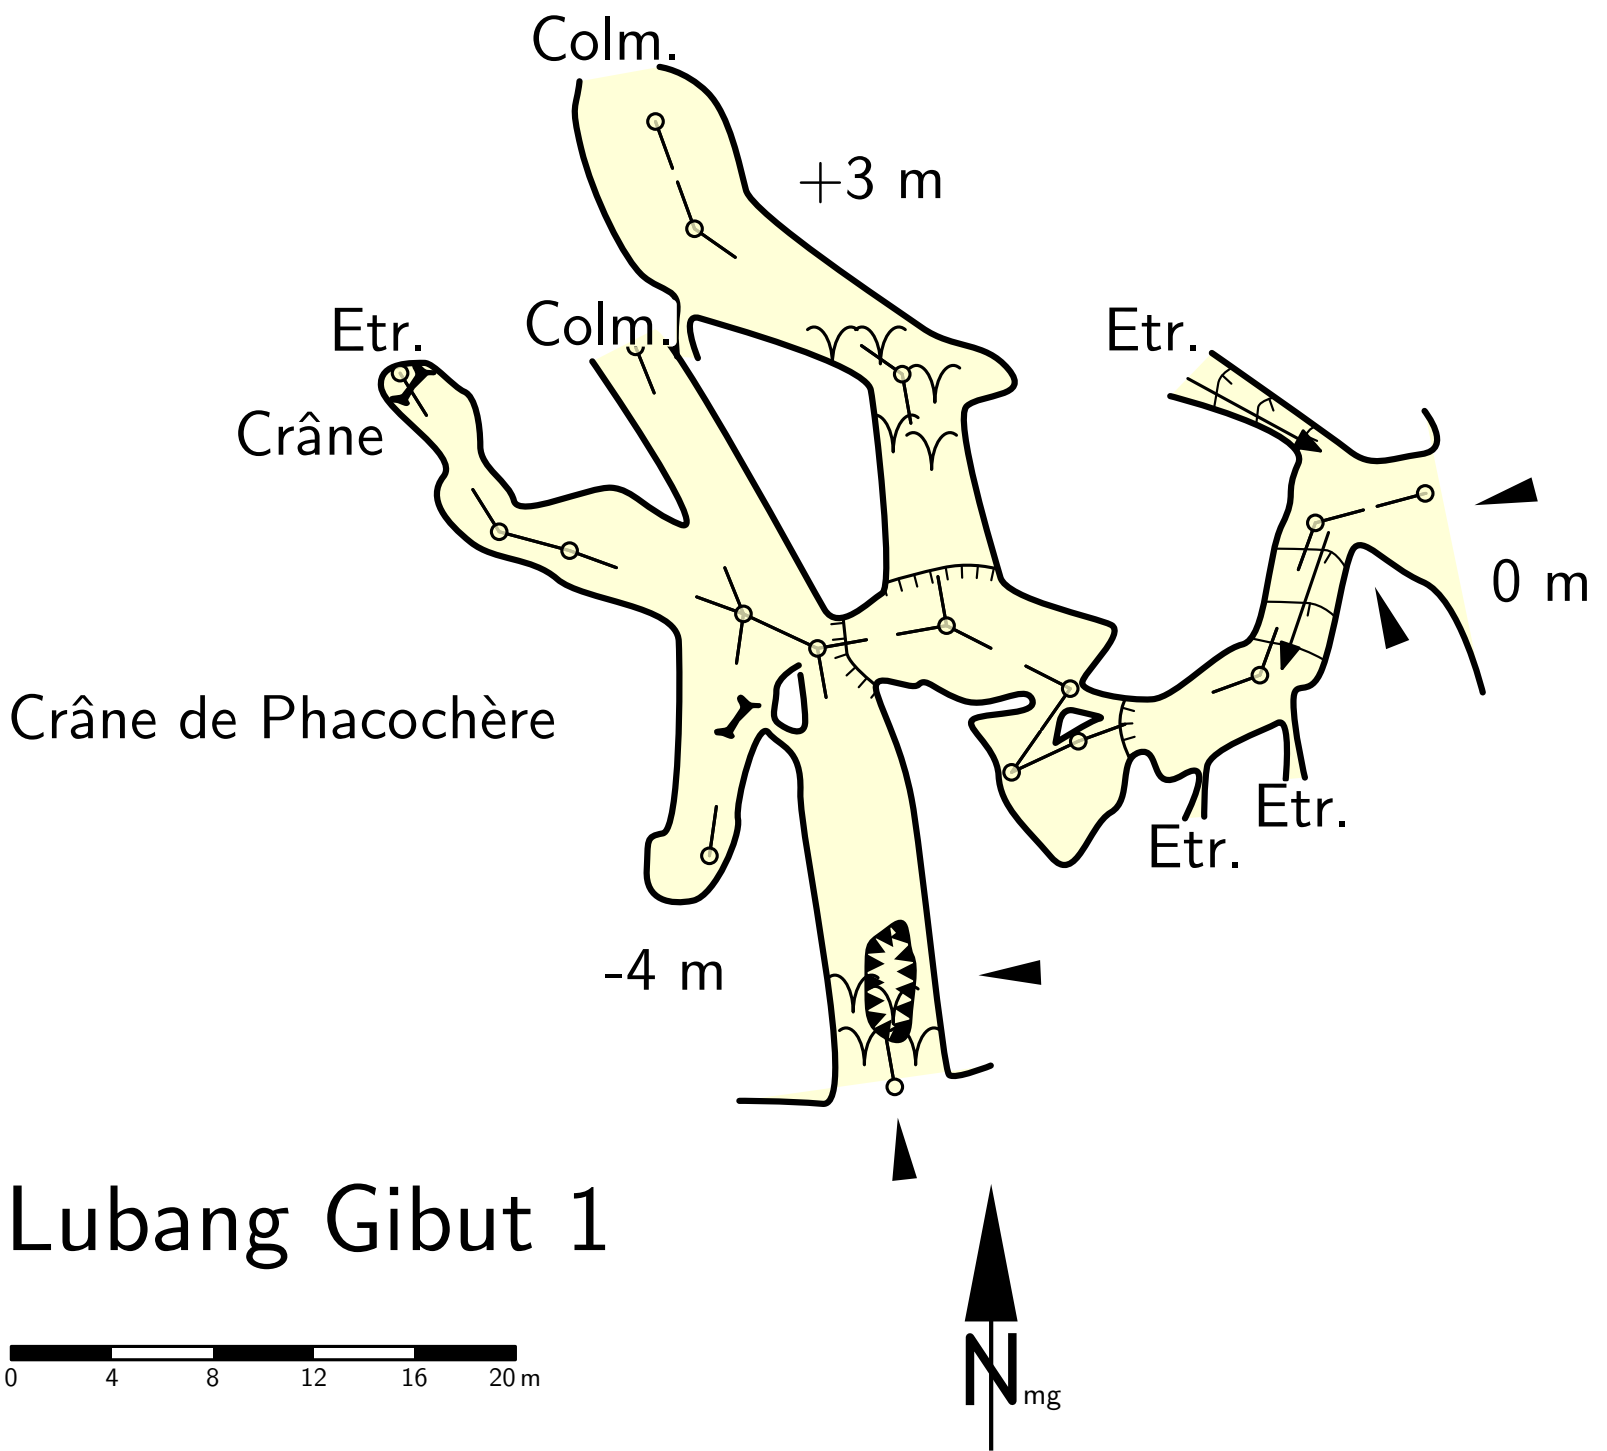 Colm.
+3 m
Etr.
Colm.
Etr.
Crâne
0 m
Crâne de Phacochère
Etr.
Etr.
-4 m
Lubang Gibut 1
0 4 8 12 16 20 m
N mg